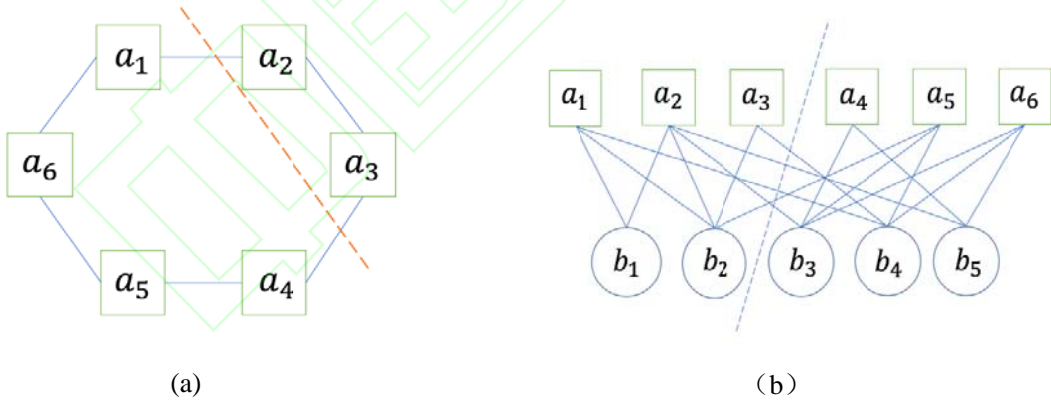 a₁ a₂
a₆ a₃
a₅ a₄
(a)
a₁ a₂ a₃ a₄ a₅ a₆
b₁ b₂ b₃ b₄ b₅
（b）